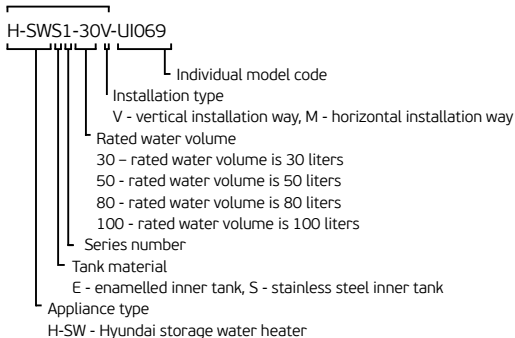 H-SWS1-30V-UI069
Individual model code
Installation type
V - vertical installation way, M - horizontal installation way
Rated water volume
30 – rated water volume is 30 liters
50 - rated water volume is 50 liters
80 - rated water volume is 80 liters
100 - rated water volume is 100 liters
Series number
Tank material
E - enamelled inner tank, S - stainless steel inner tank
Appliance type
H-SW - Hyundai storage water heater